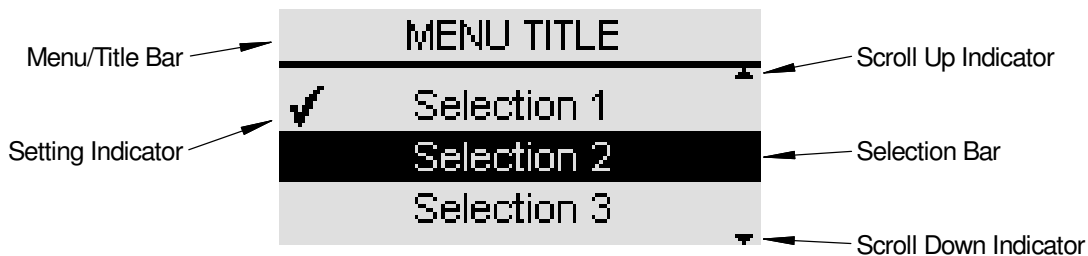 MENU TITLE
Menu/Title Bar
Scroll Up Indicator
Selection 1
Setting Indicator
Selection 2
Selection Bar
Selection 3
Scroll Down Indicator